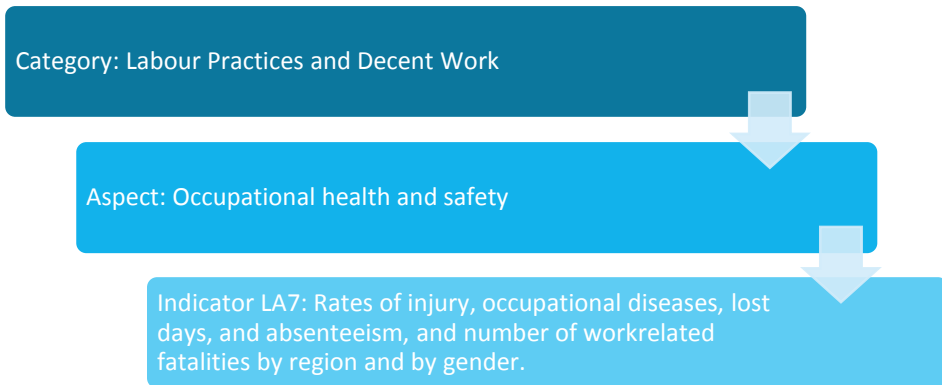 Category: Labour Practices and Decent Work
Aspect: Occupational health and safety
Indicator LA7: Rates of injury, occupational diseases, lost
days, and absenteeism, and number of workrelated
fatalities by region and by gender.